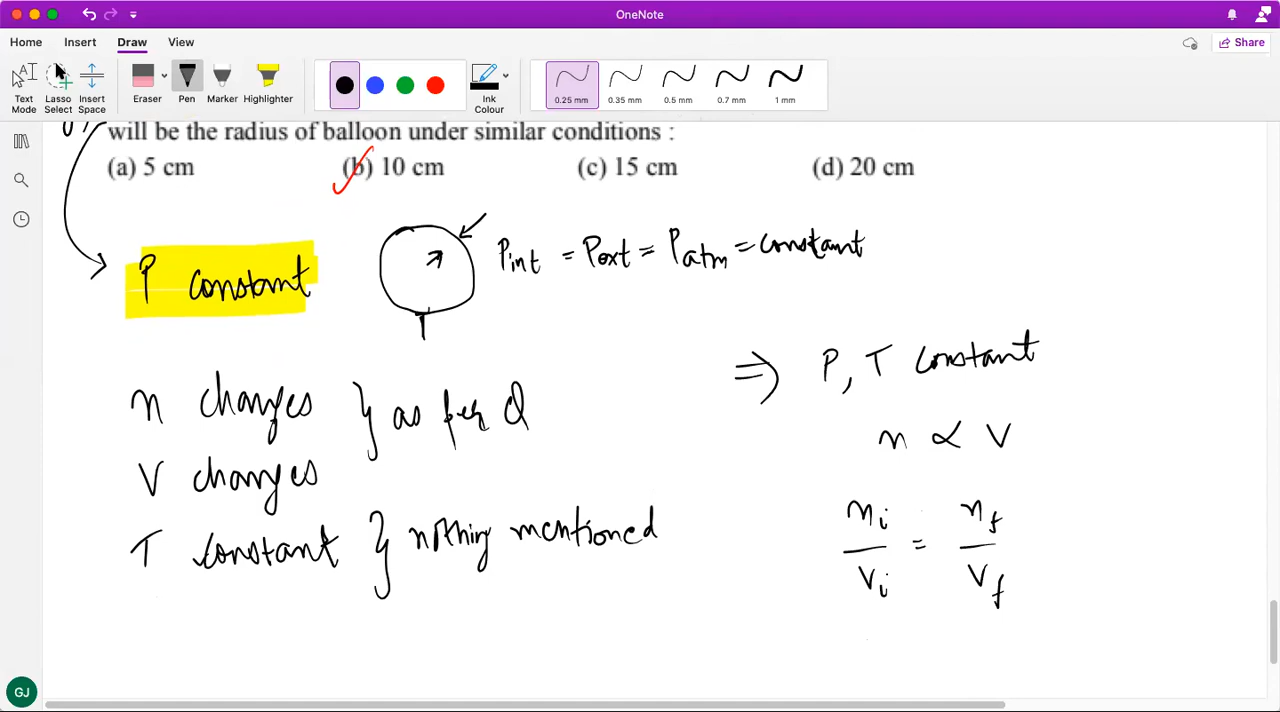 OneNote
Home Insert Draw View
Share
Text Mode
Lasso Select
Insert Space
Eraser
Pen
Marker
Highlighter
Ink Colour
0.25 mm 0.35 mm 0.5 mm 0.7 mm 1 mm
will be the radius of balloon under similar conditions :
(a) 5 cm (b) 10 cm (c) 15 cm (d) 20 cm
P constant
Pint = Pext = Patm = constant
⇒ P, T constant
n changes } as per Q
n ∝ V
V changes
ni/Vi = nf/Vf
T constant } nothing mentioned
GJ